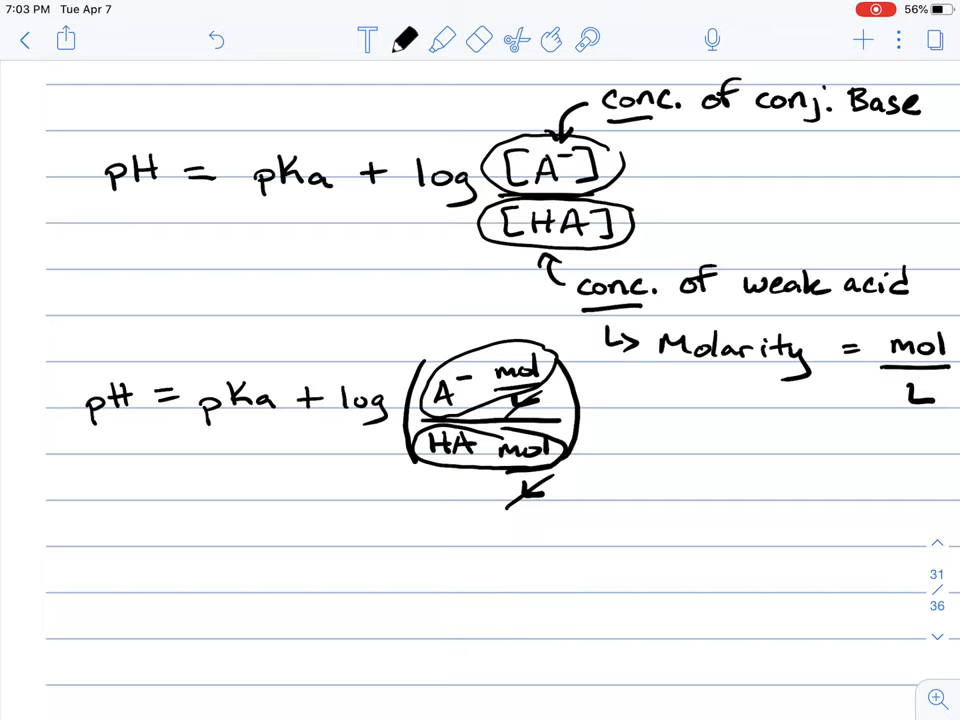 7:03 PM Tue Apr 7 56%
T
conc. of conj. Base
pH = pKa + log [A⁻]
[HA]
conc. of weak acid
↳ Molarity = mol
L
pH = pKa + log (A⁻ mol
L
HA mol)
L
31
/
36